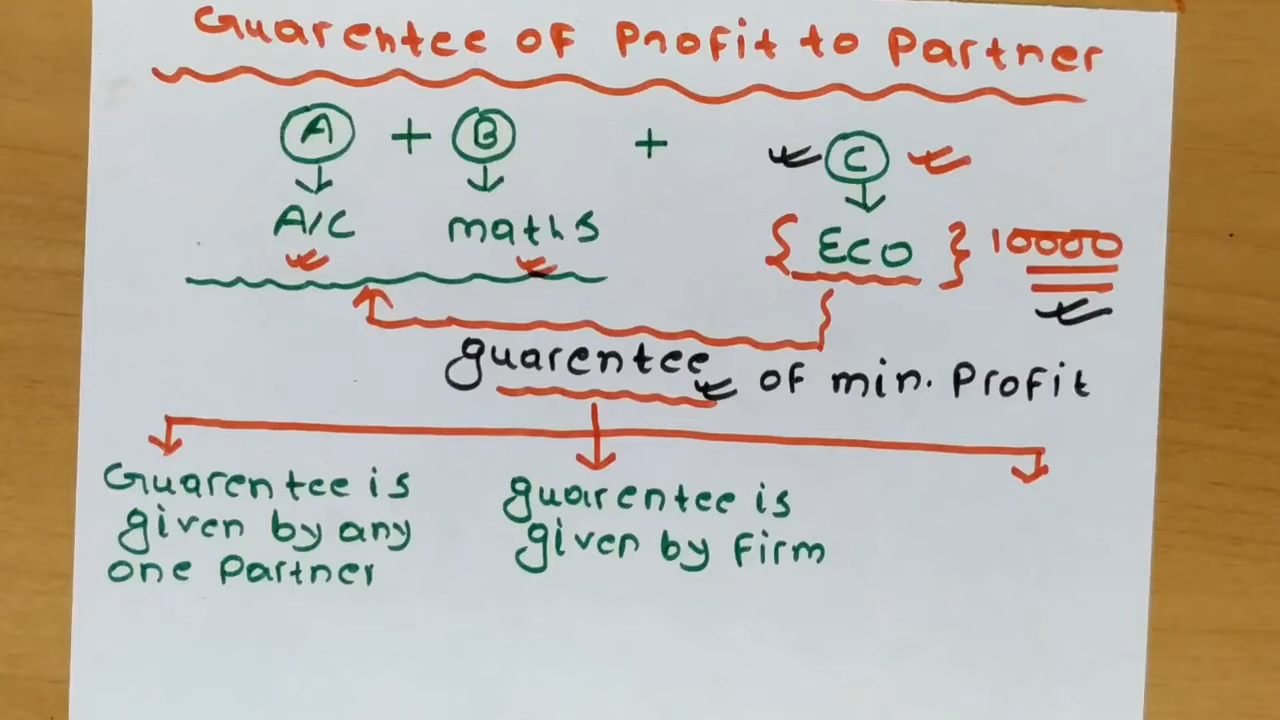 Guarentee of Profit to Partner
A + B + C
A/C maths { ECO } 10000
guarentee of min. Profit
Guarentee is
given by any
one Partner
guarentee is
given by Firm